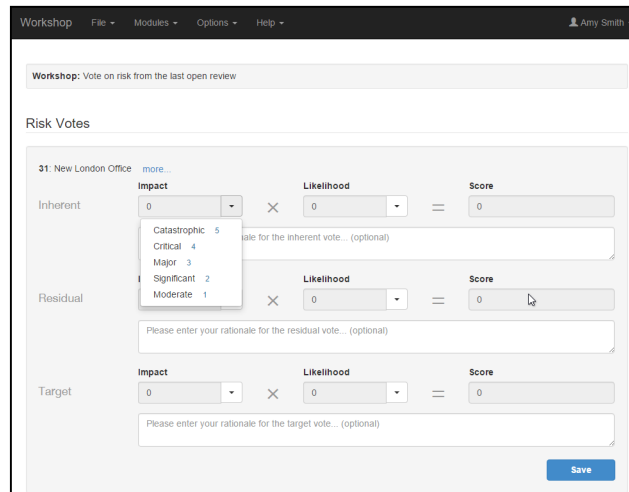 Workshop File Modules Options Help Amy Smith
Workshop: Vote on risk from the last open review
Risk Votes
31: New London Office more...
Impact Likelihood Score
Inherent 0 × 0 = 0
Catastrophic 5
Critical 4
Major 3
Significant 2
Moderate 1
ale for the inherent vote... (optional)
Likelihood Score
Residual × 0 = 0
Please enter your rationale for the residual vote... (optional)
Impact Likelihood Score
Target 0 × 0 = 0
Please enter your rationale for the target vote... (optional)
Save